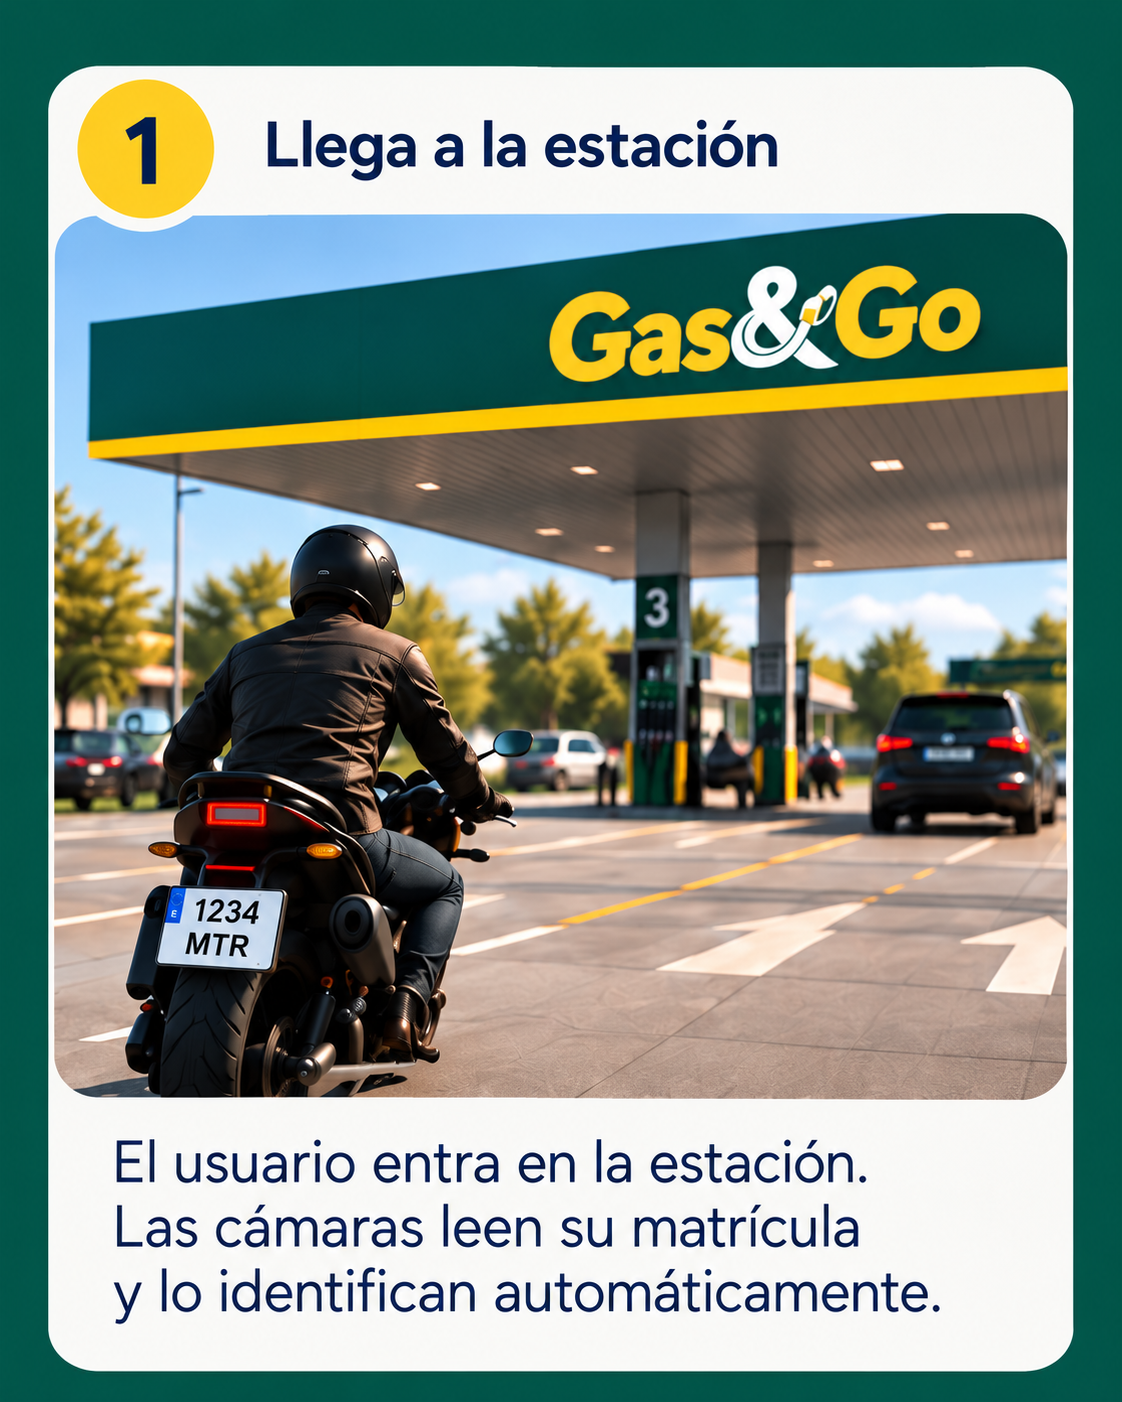 1
Llega a la estación
Gas&Go
3
E
1234
MTR
El usuario entra en la estación.
Las cámaras leen su matrícula
y lo identifican automáticamente.